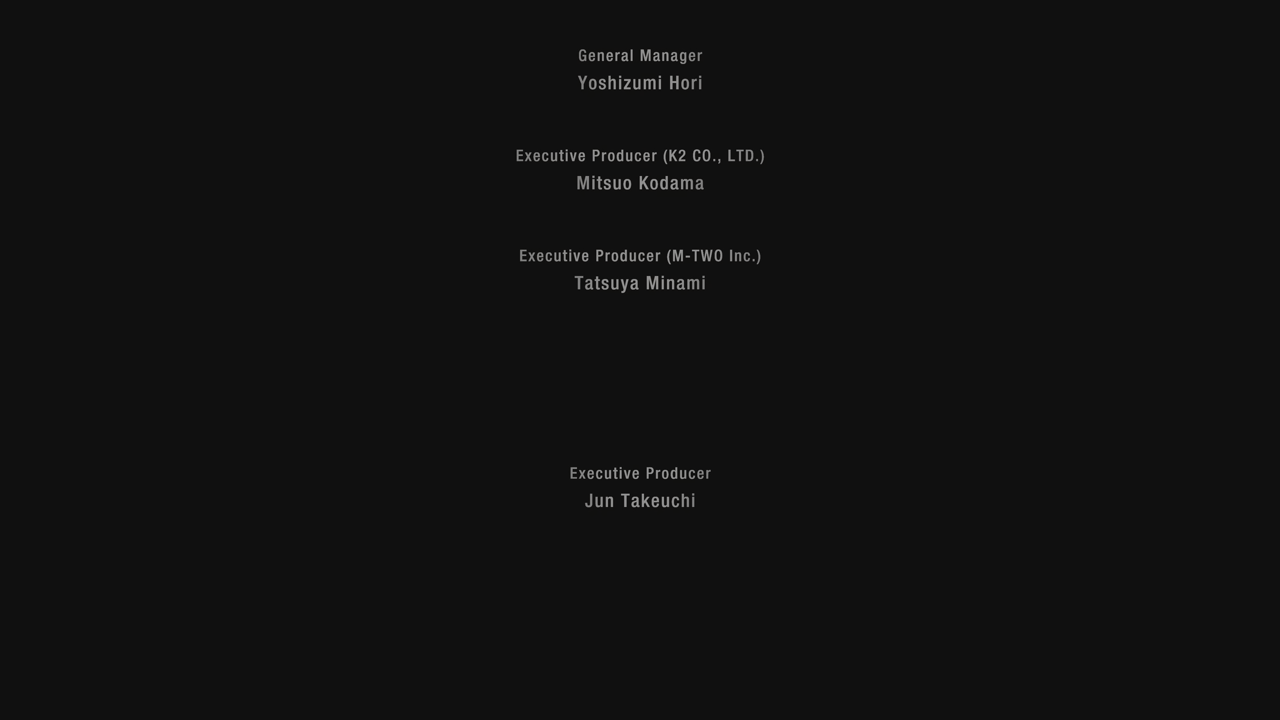 General Manager
Yoshizumi Hori
Executive Producer (K2 CO., LTD.)
Mitsuo Kodama
Executive Producer (M-TWO Inc.)
Tatsuya Minami
Executive Producer
Jun Takeuchi